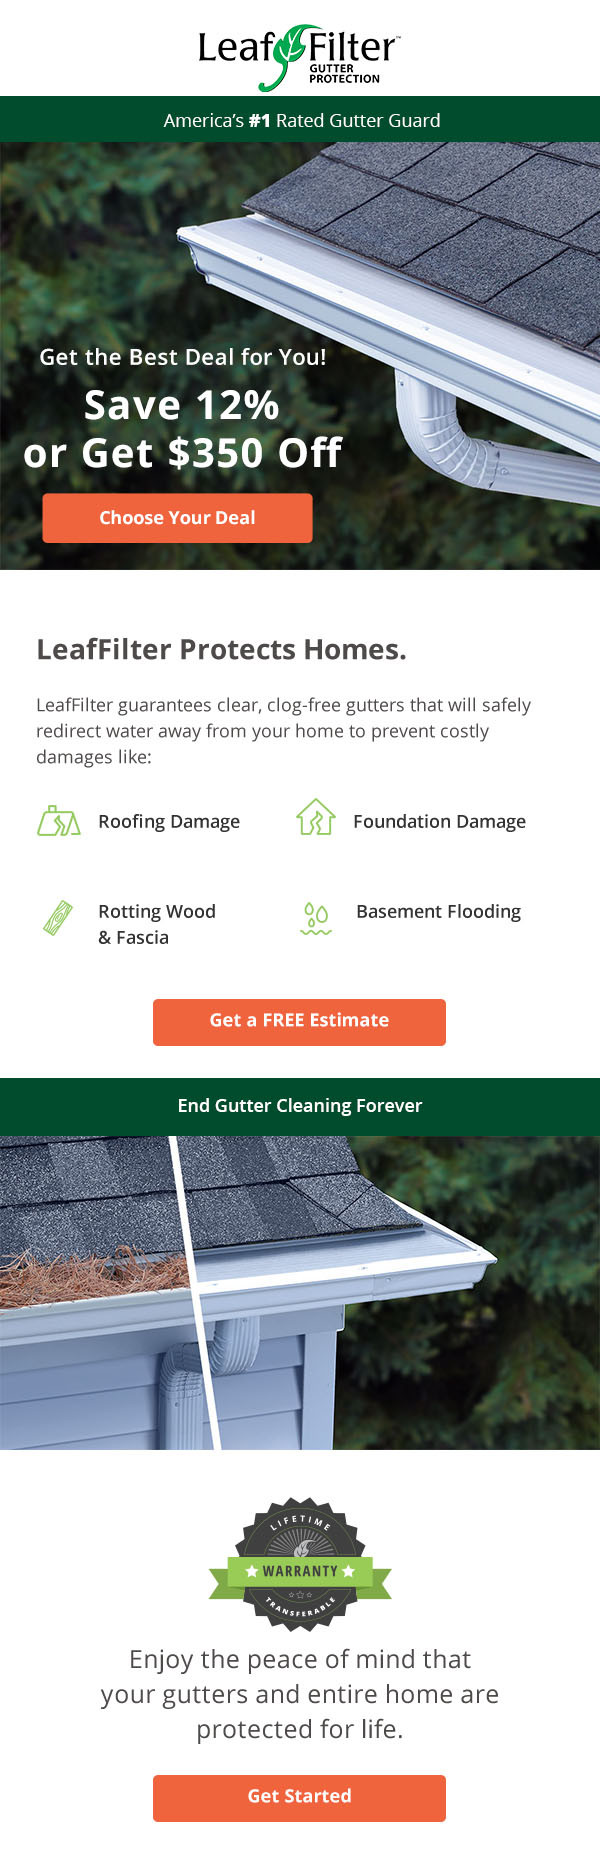 LeafFilter™
GUTTER
PROTECTION
America's #1 Rated Gutter Guard
Get the Best Deal for You!
Save 12%
or Get $350 Off
Choose Your Deal
LeafFilter Protects Homes.
LeafFilter guarantees clear, clog-free gutters that will safely
redirect water away from your home to prevent costly
damages like:
Roofing Damage
Foundation Damage
Rotting Wood
& Fascia
Basement Flooding
Get a FREE Estimate
End Gutter Cleaning Forever
LIFETIME
WARRANTY
TRANSFERABLE
Enjoy the peace of mind that
your gutters and entire home are
protected for life.
Get Started